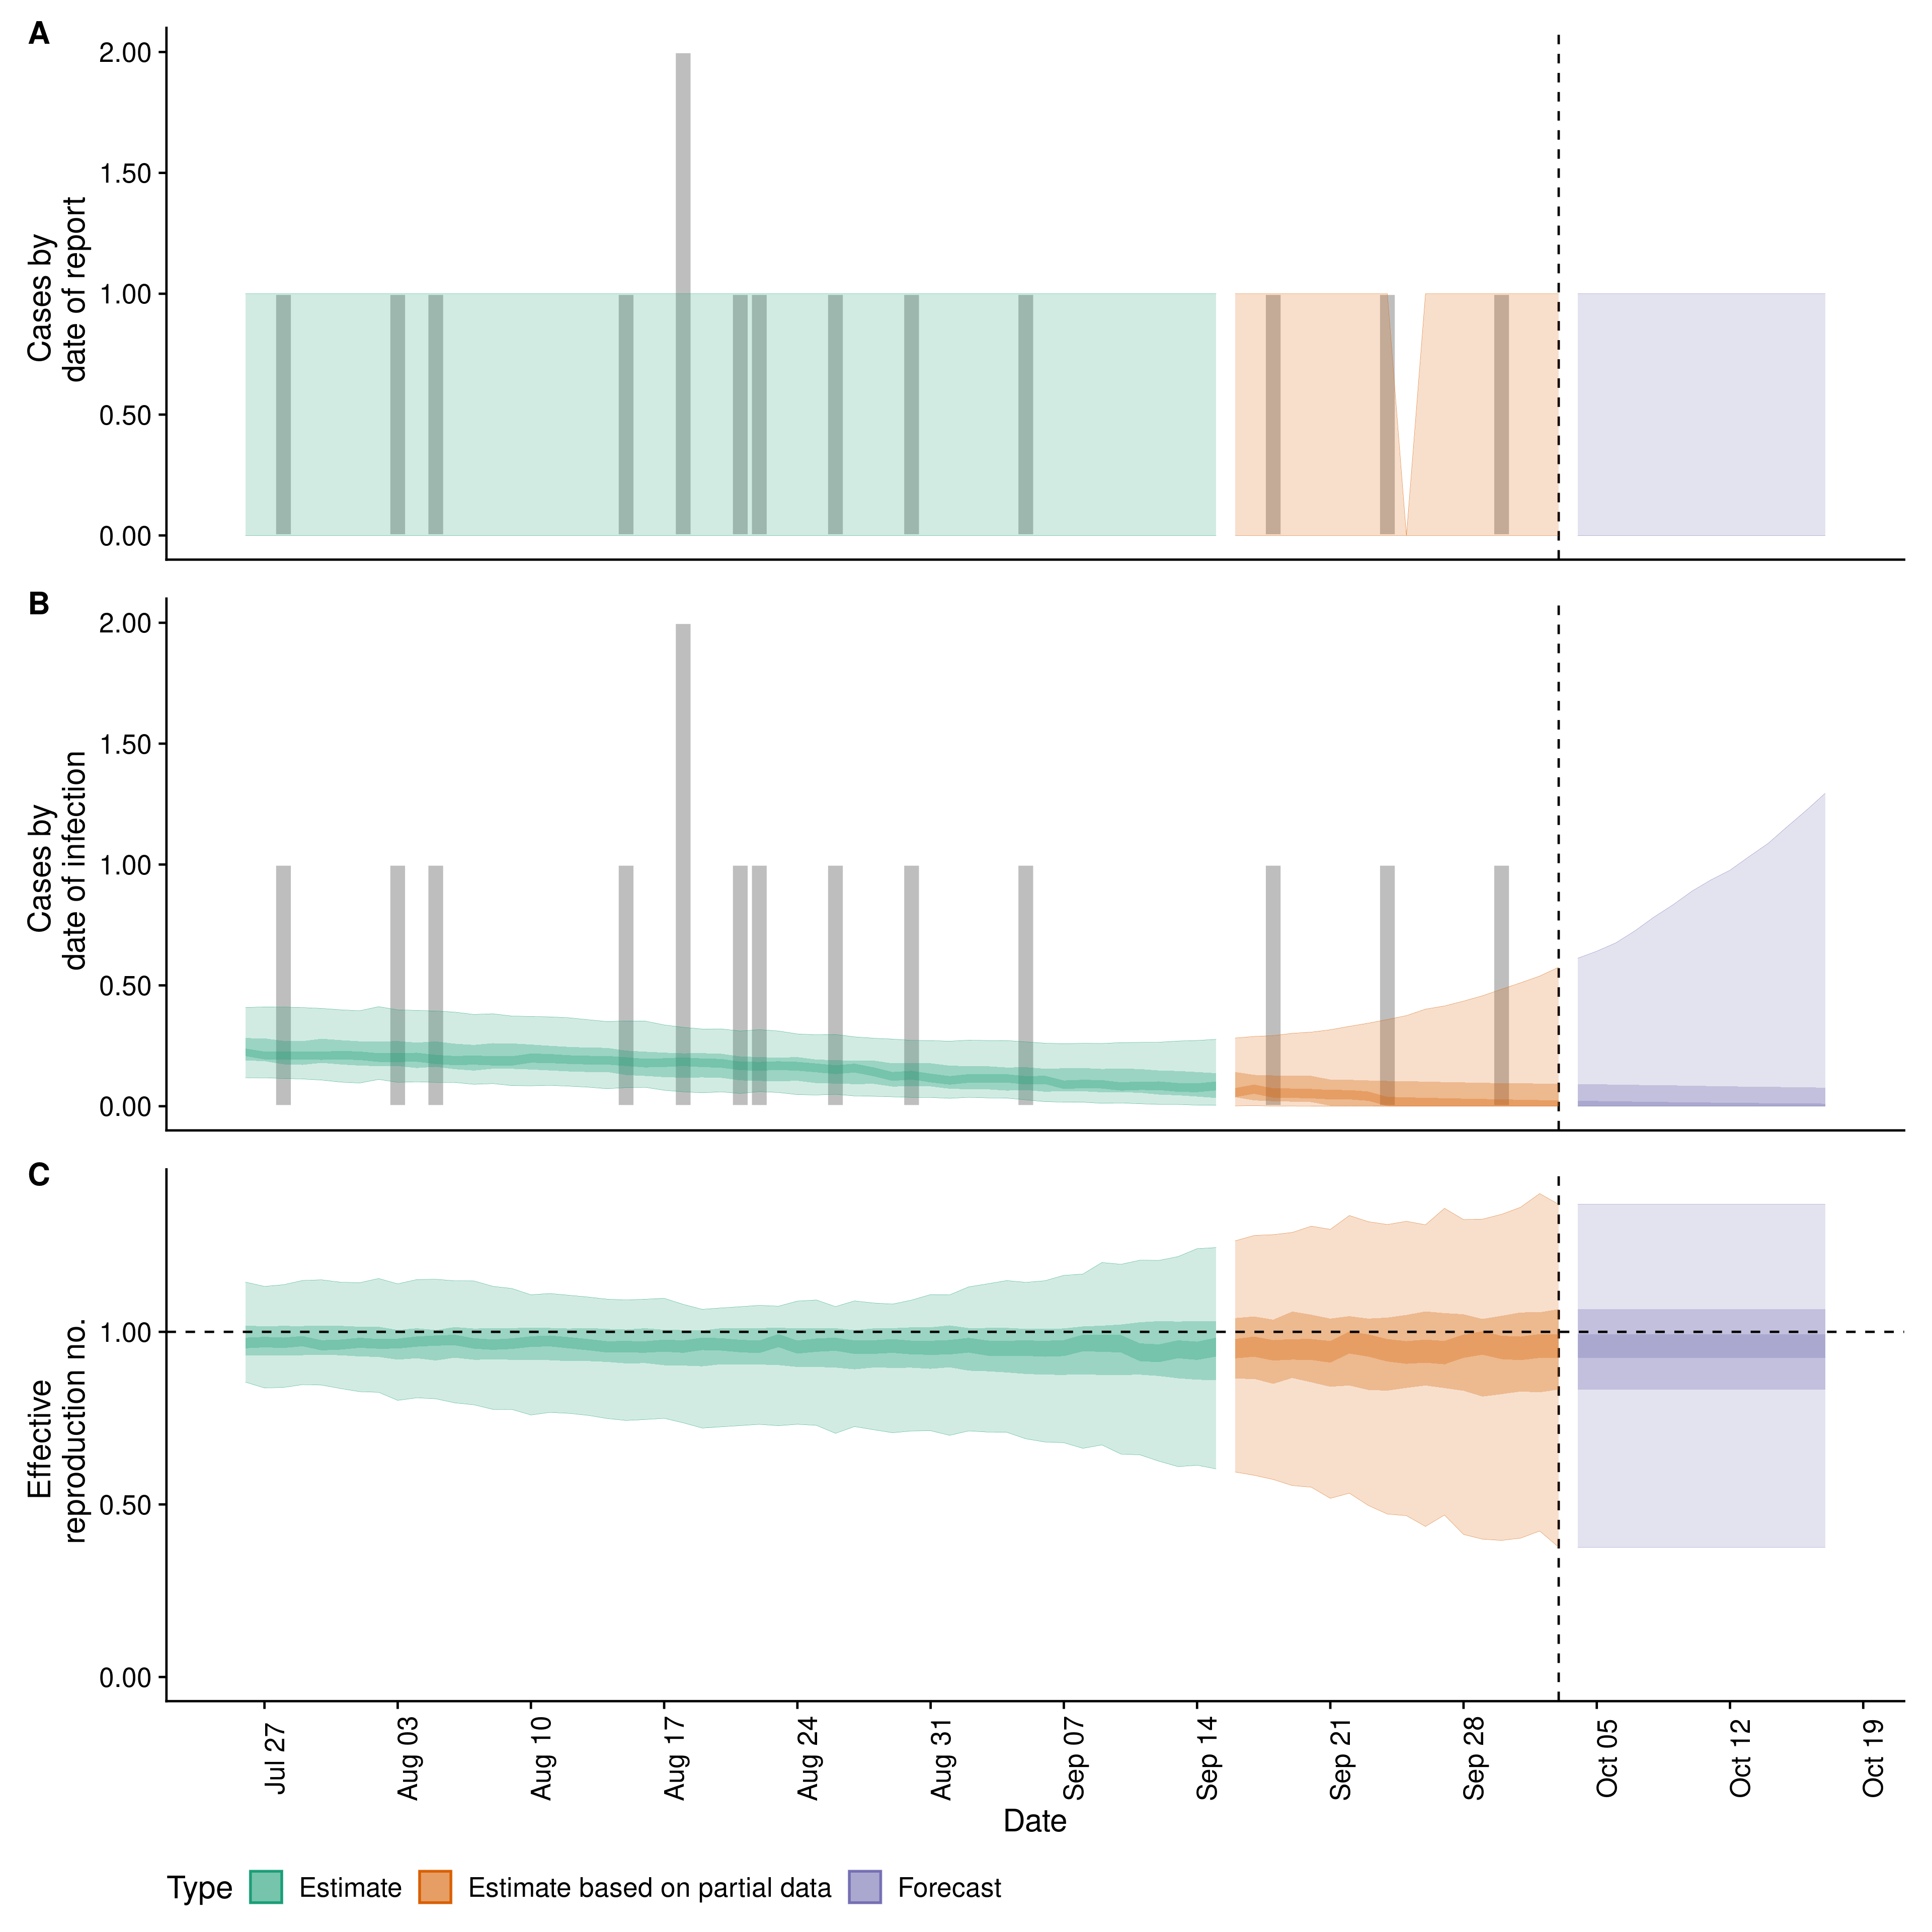 A
2.00
1.50
1.00
0.50
0.00
Cases by
date of report
B
2.00
1.50
1.00
0.50
0.00
Cases by
date of infection
C
1.00
0.50
0.00
Effective
reproduction no.
Jul 27
Aug 03
Aug 10
Aug 17
Aug 24
Aug 31
Sep 07
Sep 14
Sep 21
Sep 28
Oct 05
Oct 12
Oct 19
Date
Type Estimate Estimate based on partial data Forecast